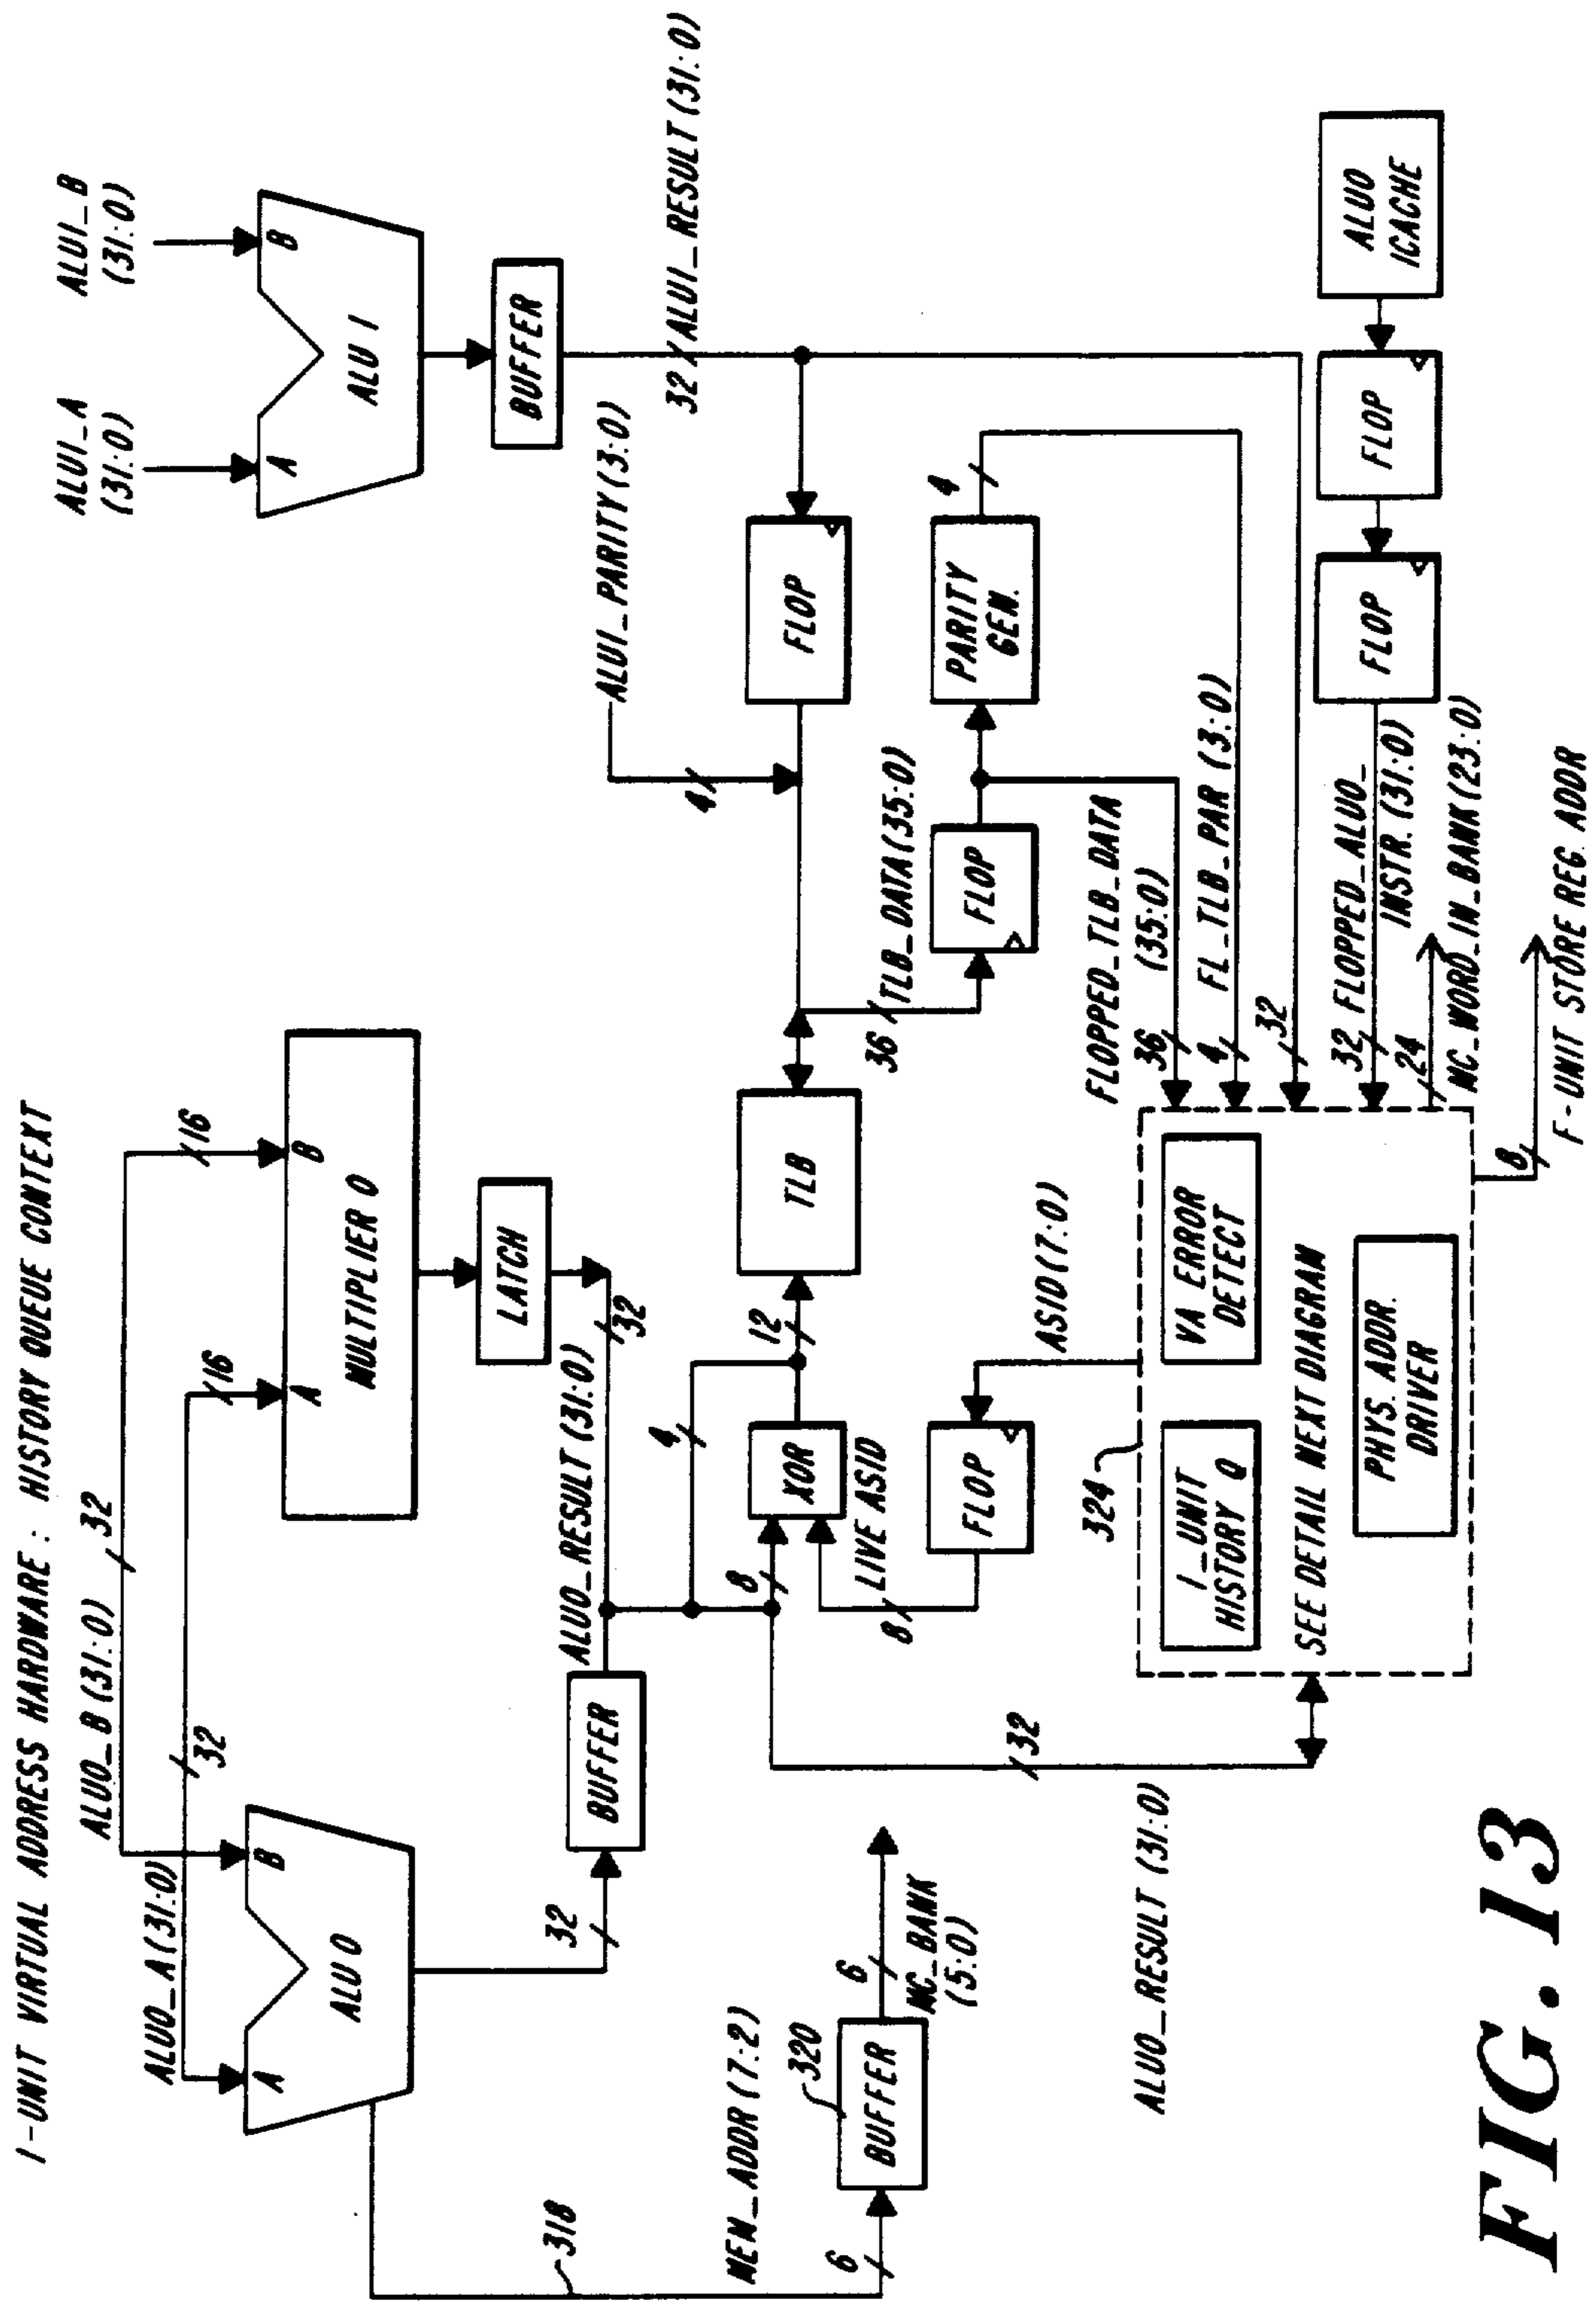 I-UNIT VIRTUAL ADDRESS HARDWARE: HISTORY QUEUE CONTEXT
ALU0_B (31:0)
32
16
16
ALU0_A (31:0)
32
A
B
ALU 0
A
B
MULTIPLIER 0
LATCH
32
ALU1_A
(31:0)
ALU1_B
(31:0)
A
B
ALU 1
BUFFER
32
ALU1_RESULT (31:0)
ALU1_PARITY (3:0)
4
32
BUFFER
ALU0_RESULT (31:0)
318
MEM_ADDR (7:2)
6
BUFFER
320
6
MC_BANK
(5:0)
4
8
XOR
12
TLB
FLOP
LIVE ASID
8
FLOP
ASID (7:0)
36
TLB_DATA (35:0)
FLOP
PARITY
GEN.
4
FLOPPED_TLB_DATA
(35:0)
36
4
FL_TLB_PAR (3:0)
32
32
FLOPPED_ALU0_
INSTR. (31:0)
FLOP
FLOP
ALU0
ICACHE
24
MC_WORD_IN_BANK (23:0)
8
F-UNIT STORE REG. ADDR
32
ALU0_RESULT (31:0)
324
I_UNIT
HISTORY Q
VA ERROR
DETECT
SEE DETAIL NEXT DIAGRAM
PHYS. ADDR.
DRIVER
FIG. 13